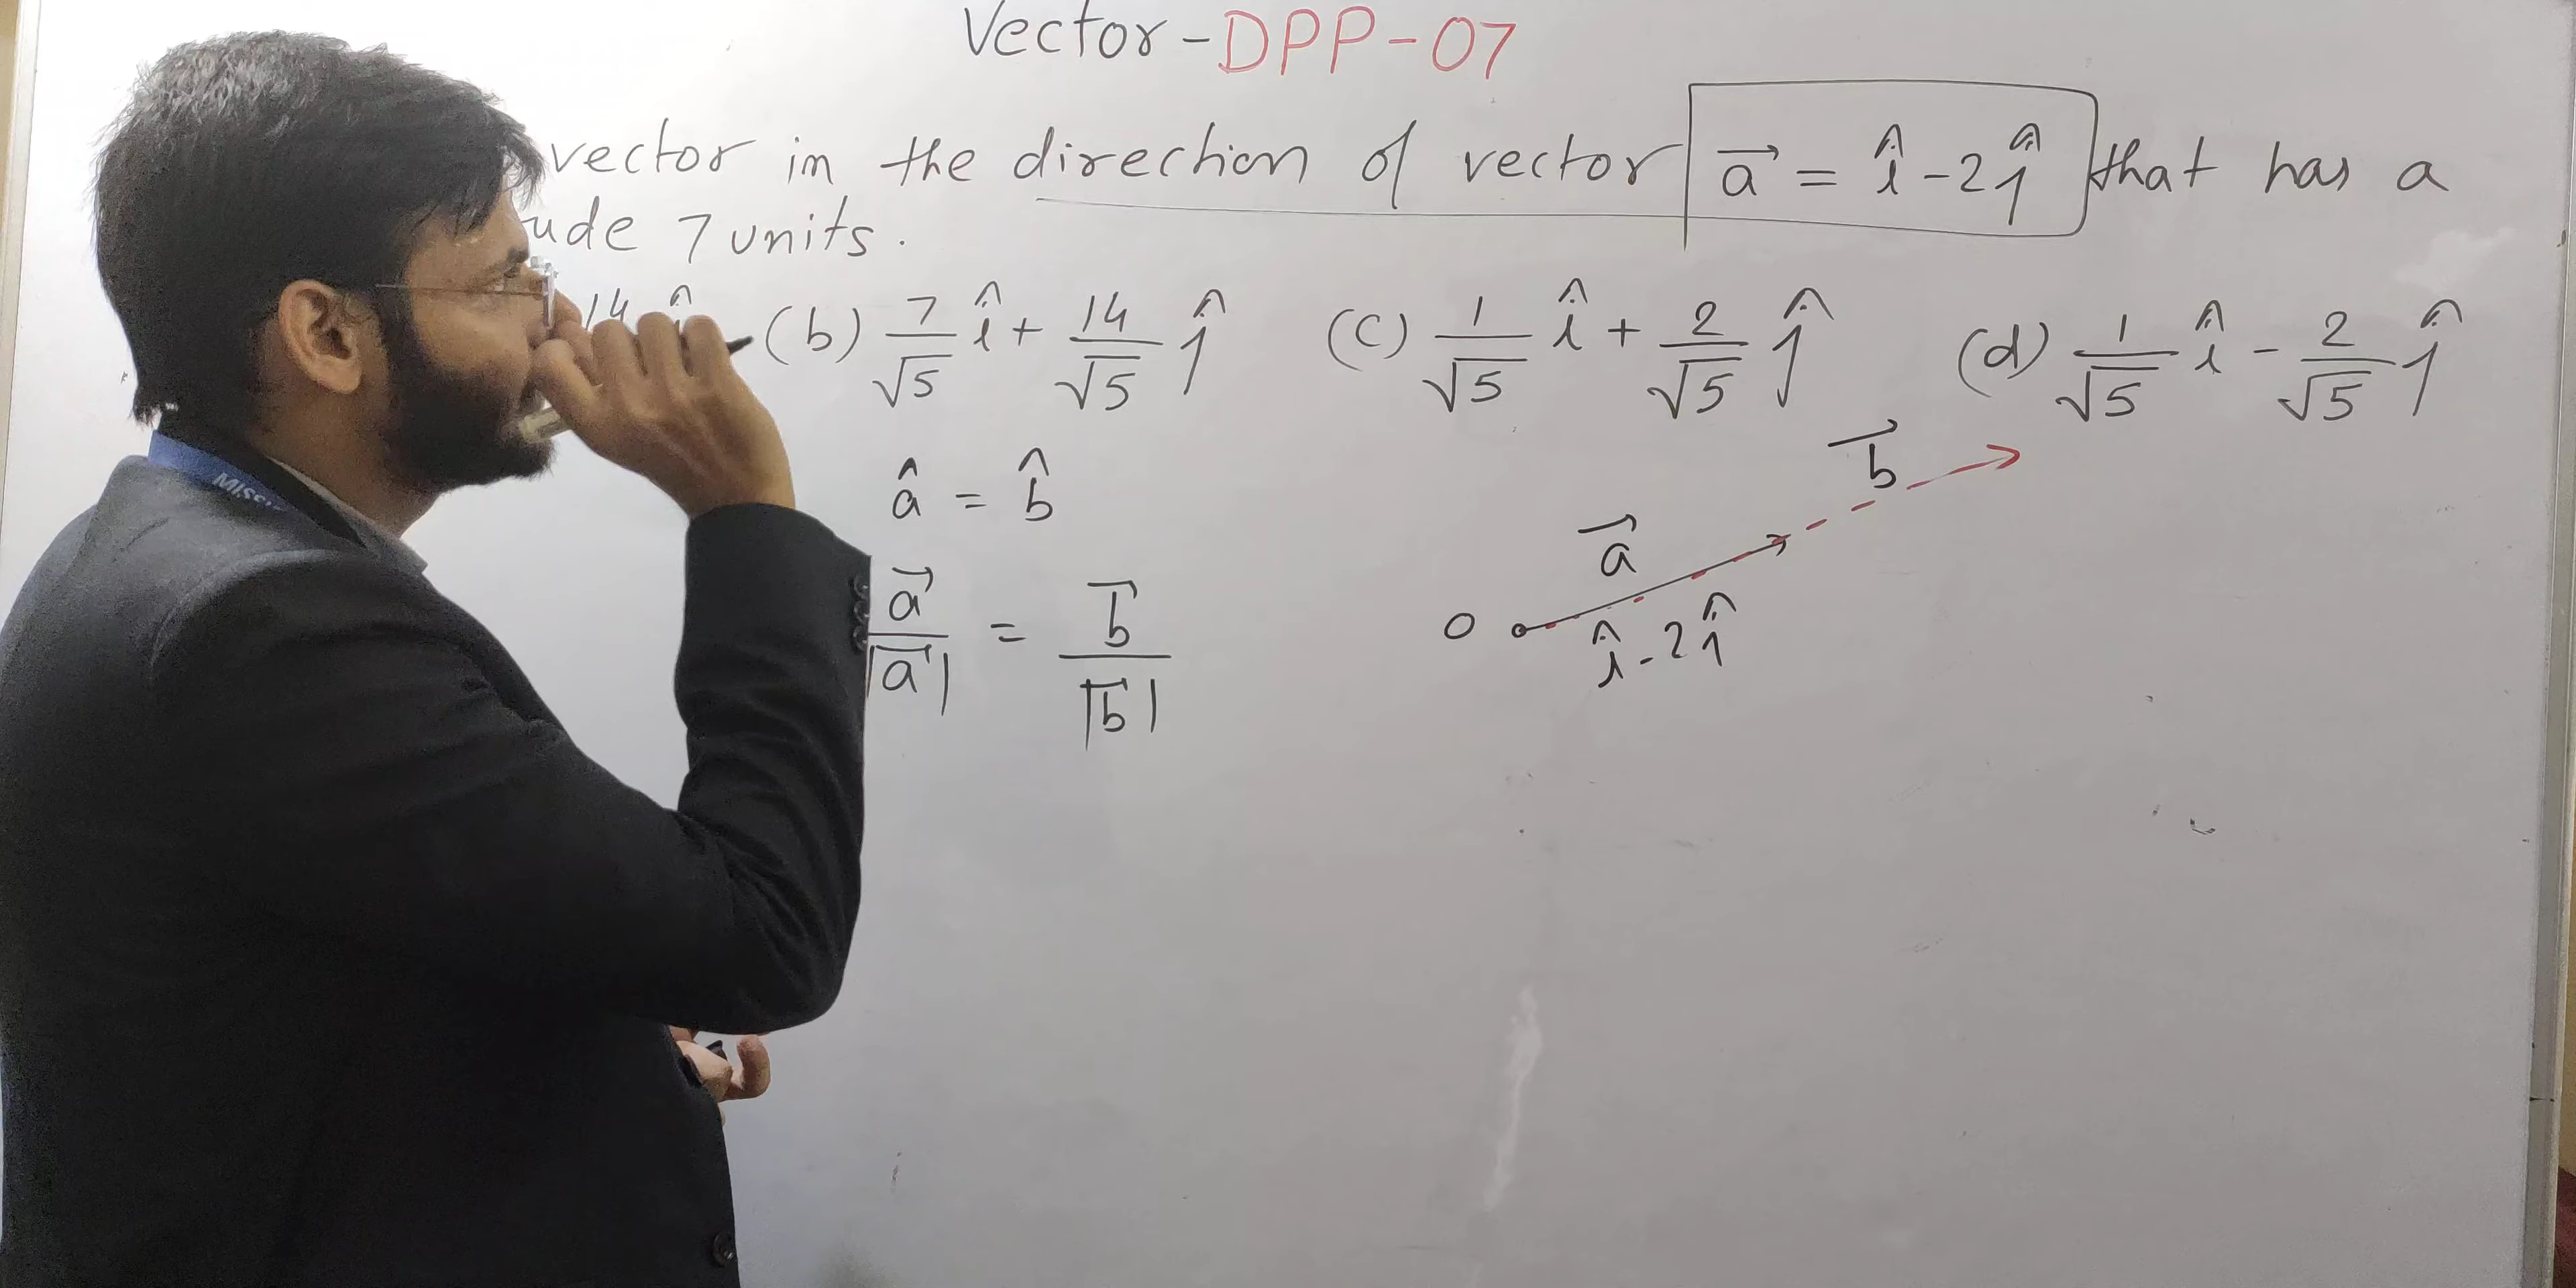 Vector - DPP - 07
vector in the direction of vector a⃗ = î - 2ĵ that has a
ude 7 units.
14 (b) 7/√5 î + 14/√5 ĵ (c) 1/√5 î + 2/√5 ĵ (d) 1/√5 î - 2/√5 ĵ
â = b̂
a⃗/|a⃗| = b⃗/|b⃗|
b⃗
a⃗
O
î - 2ĵ